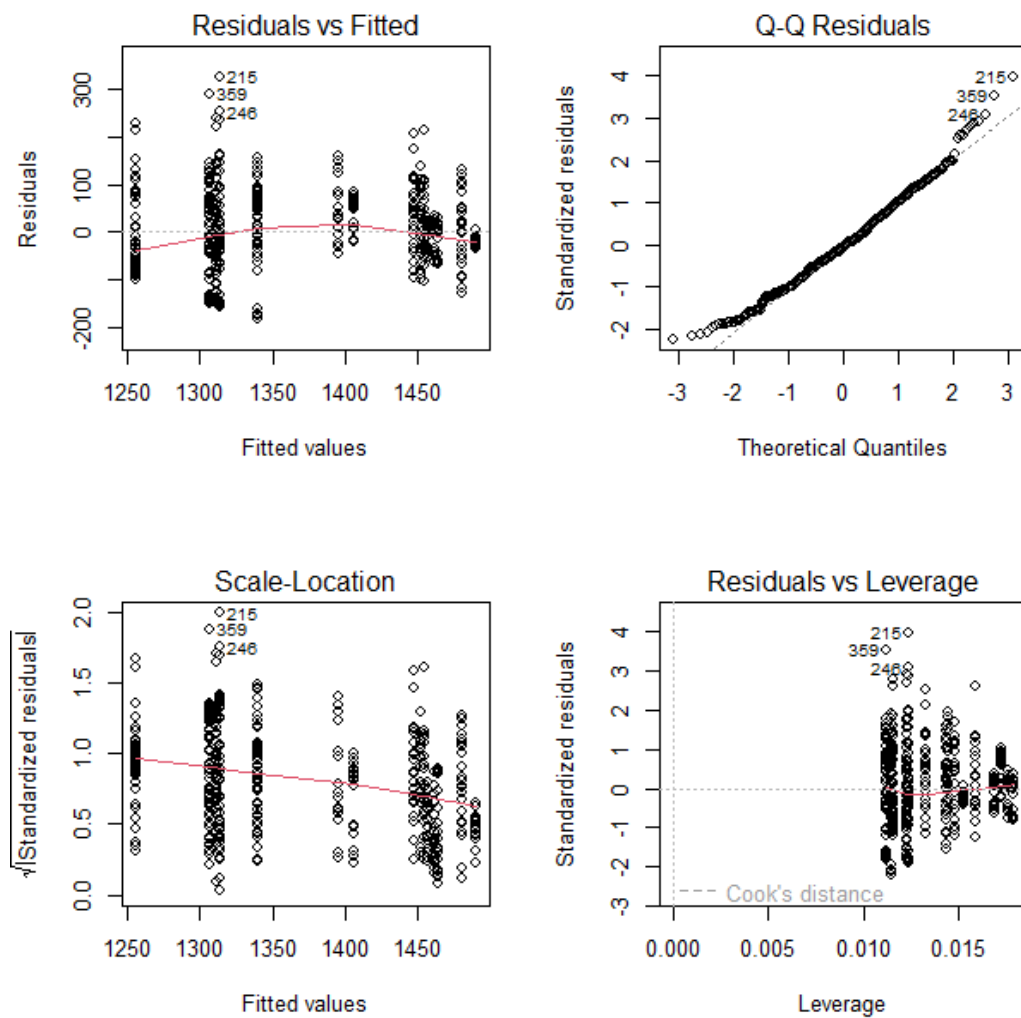 Residuals vs Fitted
Residuals
300
100
0
-200
215
359
246
1250 1300 1350 1400 1450
Fitted values
Q-Q Residuals
Standardized residuals
4
3
2
1
0
-1
-2
215
359
246
-3 -2 -1 0 1 2 3
Theoretical Quantiles
Scale-Location
√|Standardized residuals|
2.0
1.5
1.0
0.5
0.0
215
359
246
1250 1300 1350 1400 1450
Fitted values
Residuals vs Leverage
Standardized residuals
4
3
2
1
0
-1
-3
215
359
246
Cook's distance
0.000 0.005 0.010 0.015
Leverage